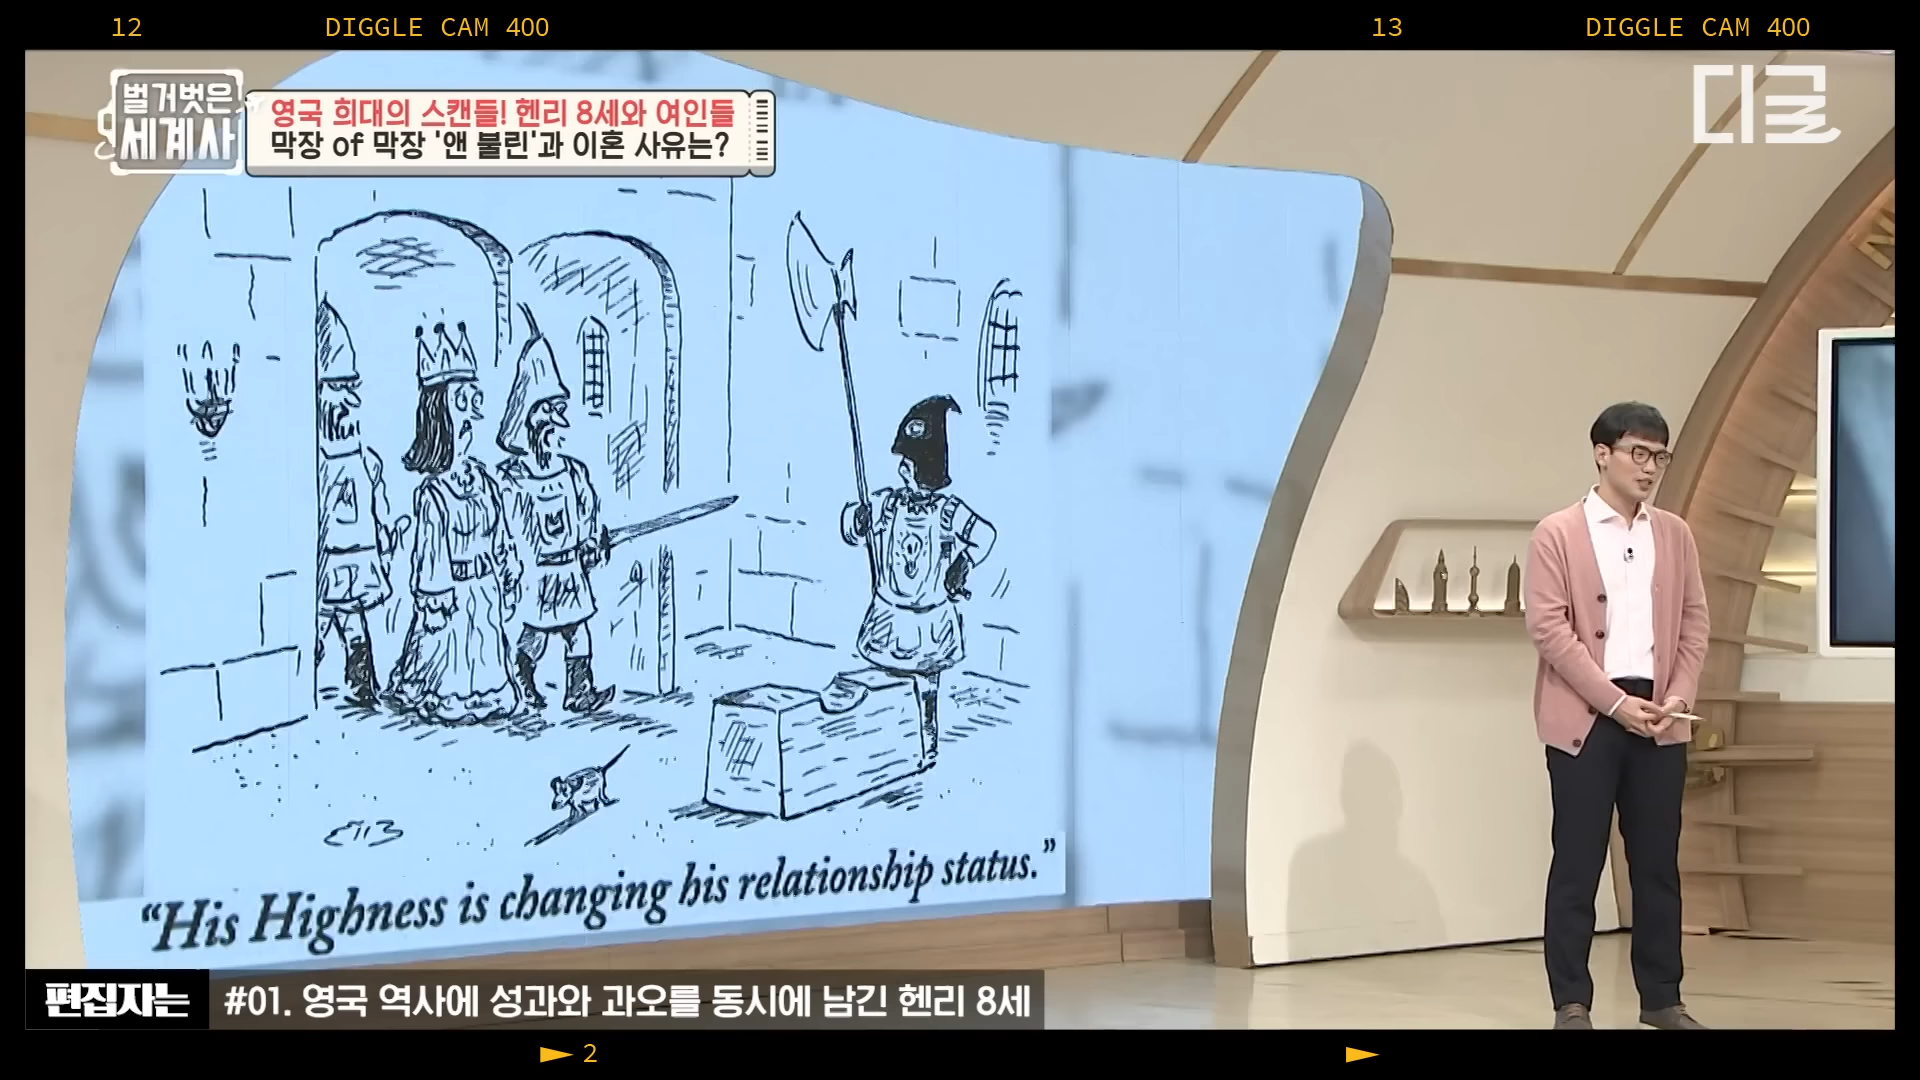 12 DIGGLE CAM 400 13 DIGGLE CAM 400
벌거벗은
세계사
영국 희대의 스캔들! 헨리 8세와 여인들
막장 of 막장 '앤 불린'과 이혼 사유는?
디글
“His Highness is changing his relationship status.”
편집자는
#01. 영국 역사에 성과와 과오를 동시에 남긴 헨리 8세
2